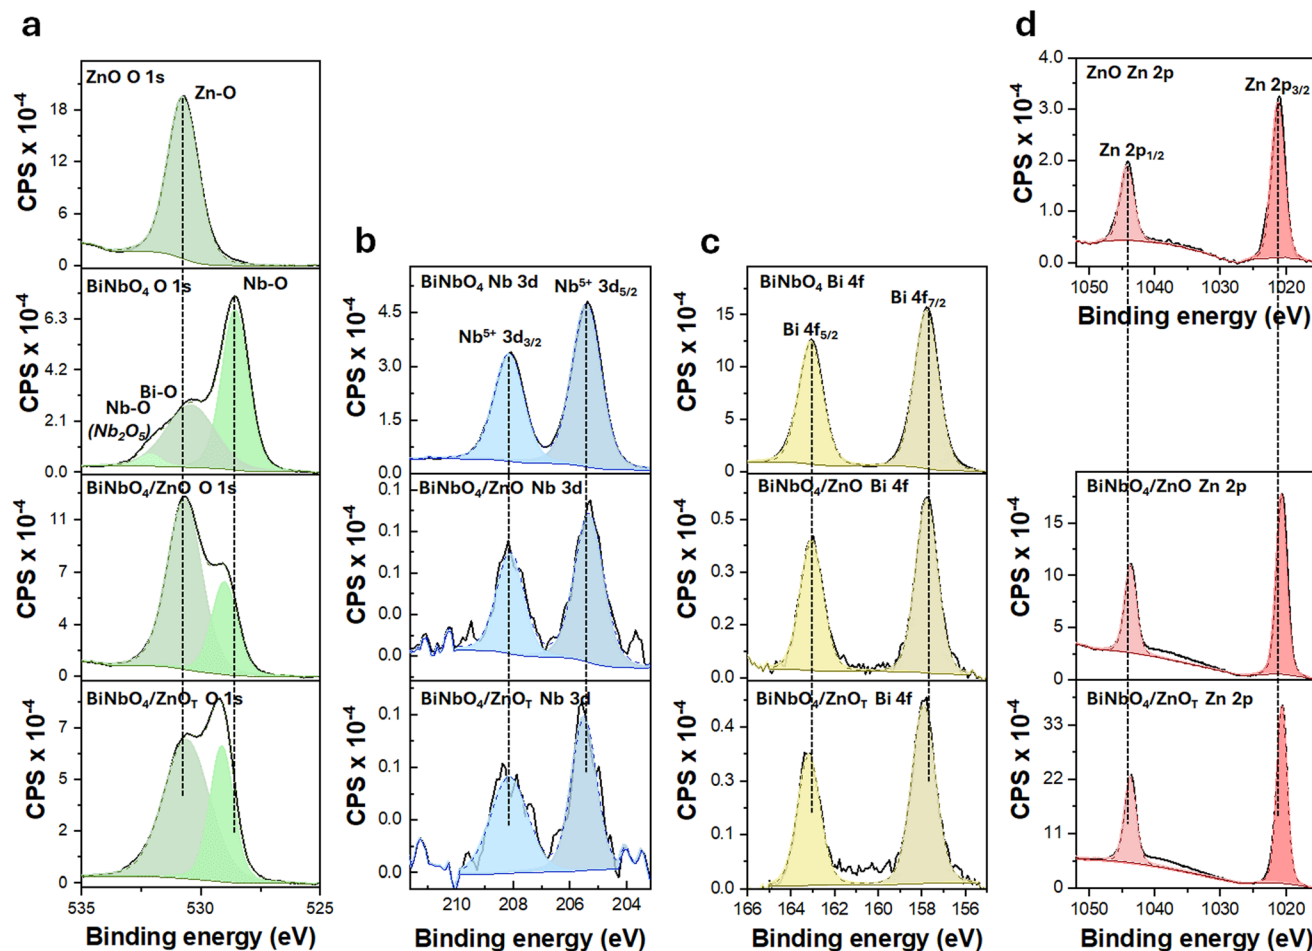 a
ZnO O 1s
Zn-O
18
12
6
0
CPS x 10⁻⁴
BiNbO₄ O 1s
Nb-O
Bi-O
Nb-O
(Nb₂O₅)
6.3
4.2
2.1
0.0
CPS x 10⁻⁴
BiNbO₄/ZnO O 1s
11
7
4
0
CPS x 10⁻⁴
BiNbO₄/ZnO_T O 1s
7
5
2
0
CPS x 10⁻⁴
535
530
525
Binding energy (eV)
b
BiNbO₄ Nb 3d
Nb⁵⁺ 3d₅/₂
Nb⁵⁺ 3d₃/₂
4.5
3.0
1.5
0.0
CPS x 10⁻⁴
BiNbO₄/ZnO Nb 3d
0.1
0.1
0.1
0.0
0.0
CPS x 10⁻⁴
BiNbO₄/ZnO_T Nb 3d
0.1
0.1
0.0
0.0
CPS x 10⁻⁴
210
208
206
204
Binding energy (eV)
c
BiNbO₄ Bi 4f
Bi 4f₇/₂
Bi 4f₅/₂
15
10
5
0
CPS x 10⁻⁴
BiNbO₄/ZnO Bi 4f
0.5
0.3
0.2
0.0
CPS x 10⁻⁴
BiNbO₄/ZnO_T Bi 4f
0.4
0.3
0.1
0.0
CPS x 10⁻⁴
166
163
160
158
155
Binding energy (eV)
d
ZnO Zn 2p
Zn 2p₃/₂
Zn 2p₁/₂
4.0
3.0
2.0
1.0
0.0
CPS x 10⁻⁴
1050
1040
1030
1020
Binding energy (eV)
BiNbO₄/ZnO Zn 2p
15
10
5
0
CPS x 10⁻⁴
BiNbO₄/ZnO_T Zn 2p
33
22
11
0
CPS x 10⁻⁴
1050
1040
1030
1020
Binding energy (eV)